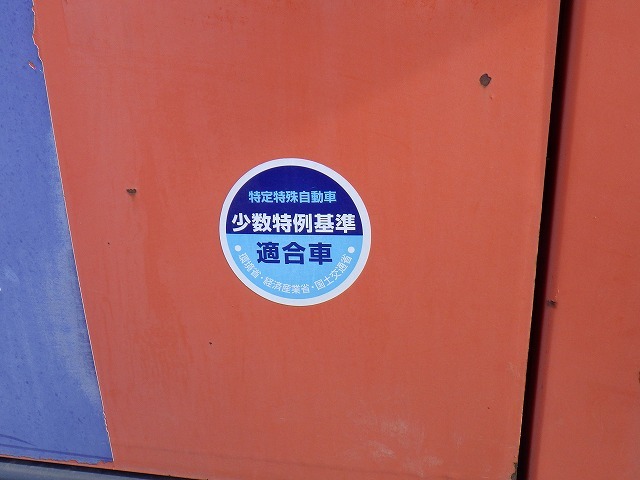 特定特殊自動車
少数特例基準
適合車
●環境省・経済産業省・国土交通省●